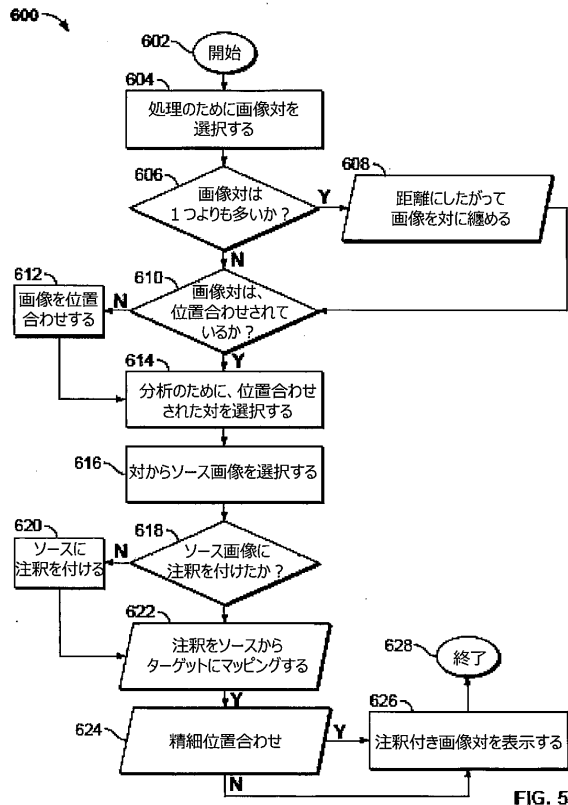 600
602
開始
604
処理のために画像対を
選択する
606
画像対は
1つよりも多いか?
Y
608
距離にしたがって
画像を対に纏める
N
610
画像対は、
位置合わせされて
いるか?
612
画像を位置
合わせする
N
Y
614
分析のために、位置合わせ
された対を選択する
616
対からソース画像を選択する
618
ソース画像に
注釈を付けたか?
620
ソースに
注釈を付ける
N
622
注釈をソースから
ターゲットにマッピングする
Y
624
精細位置合わせ
Y
N
626
注釈付き画像対を表示する
628
終了
FIG. 5